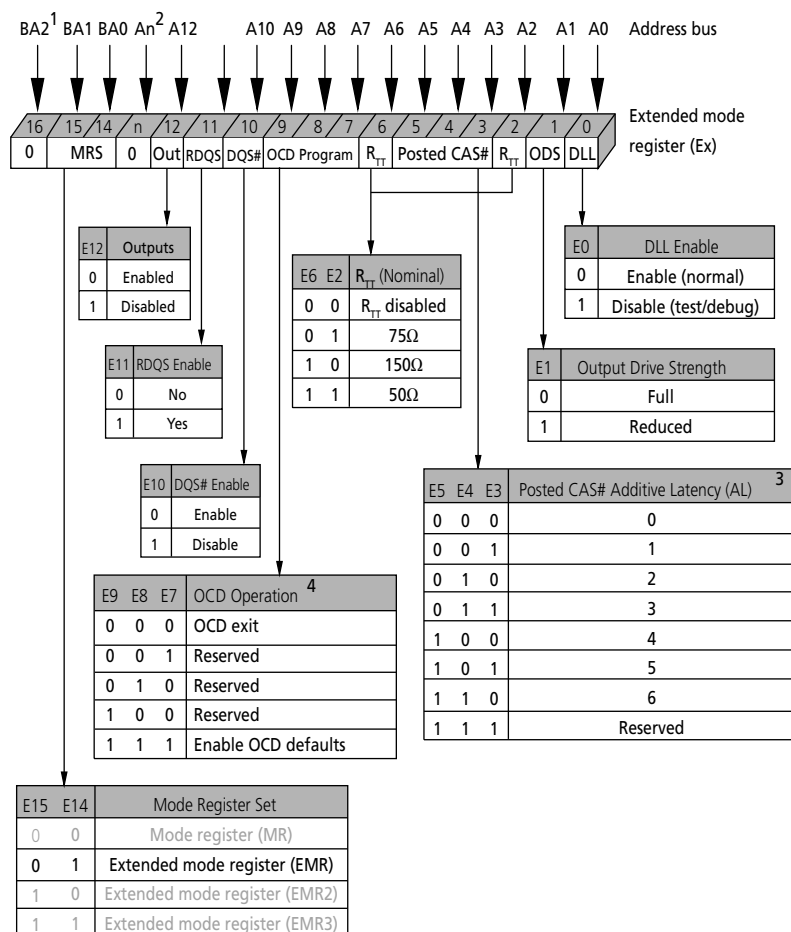 BA2¹ BA1 BA0 An² A12 A10 A9 A8 A7 A6 A5 A4 A3 A2 A1 A0 Address bus
16 15 14 n 12 11 10 9 8 7 6 5 4 3 2 1 0 Extended mode
register (Ex)
0 MRS 0 Out RDQS DQS# OCD Program RTT Posted CAS# RTT ODS DLL
E12 Outputs
0 Enabled
1 Disabled
E6 E2 RTT (Nominal)
0 0 RTT disabled
0 1 75Ω
1 0 150Ω
1 1 50Ω
E0 DLL Enable
0 Enable (normal)
1 Disable (test/debug)
E11 RDQS Enable
0 No
1 Yes
E1 Output Drive Strength
0 Full
1 Reduced
E10 DQS# Enable
0 Enable
1 Disable
E5 E4 E3 Posted CAS# Additive Latency (AL) 3
0 0 0 0
0 0 1 1
0 1 0 2
0 1 1 3
1 0 0 4
1 0 1 5
1 1 0 6
1 1 1 Reserved
E9 E8 E7 OCD Operation 4
0 0 0 OCD exit
0 0 1 Reserved
0 1 0 Reserved
1 0 0 Reserved
1 1 1 Enable OCD defaults
E15 E14 Mode Register Set
0 0 Mode register (MR)
0 1 Extended mode register (EMR)
1 0 Extended mode register (EMR2)
1 1 Extended mode register (EMR3)